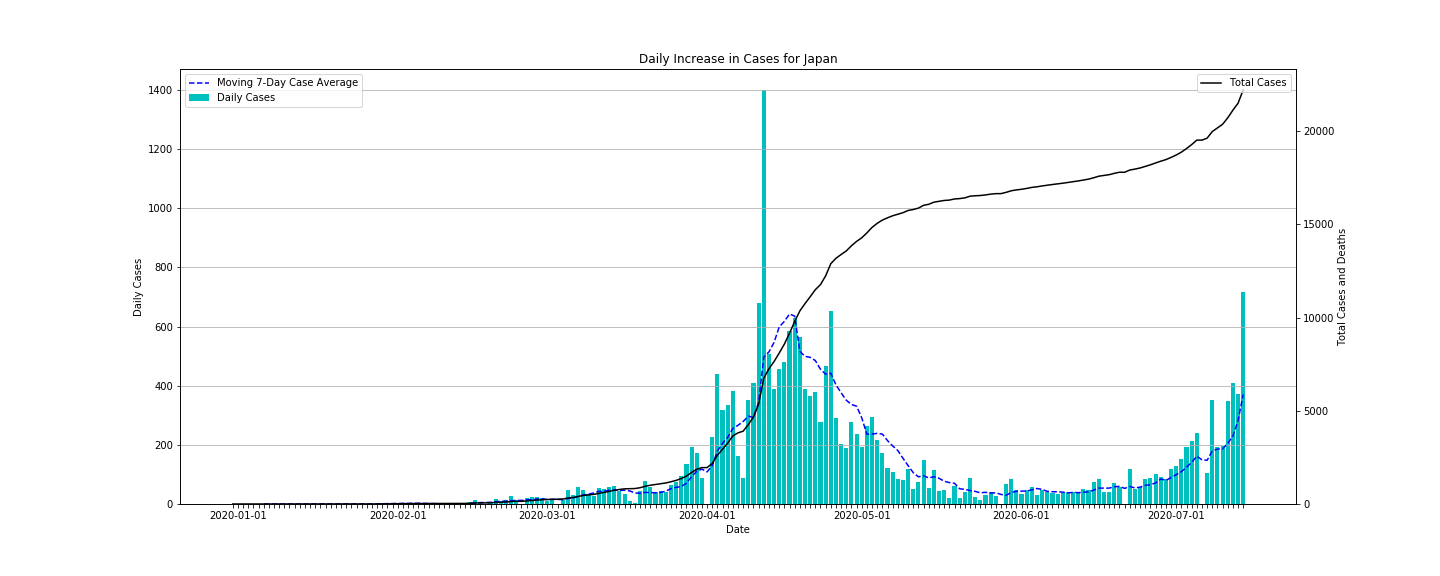 Daily Increase in Cases for Japan
Moving 7-Day Case Average
Daily Cases
Total Cases
1400
1200
1000
800
600
400
200
0
Daily Cases
20000
15000
10000
5000
0
Total Cases and Deaths
2020-01-01 2020-02-01 2020-03-01 2020-04-01 2020-05-01 2020-06-01 2020-07-01
Date